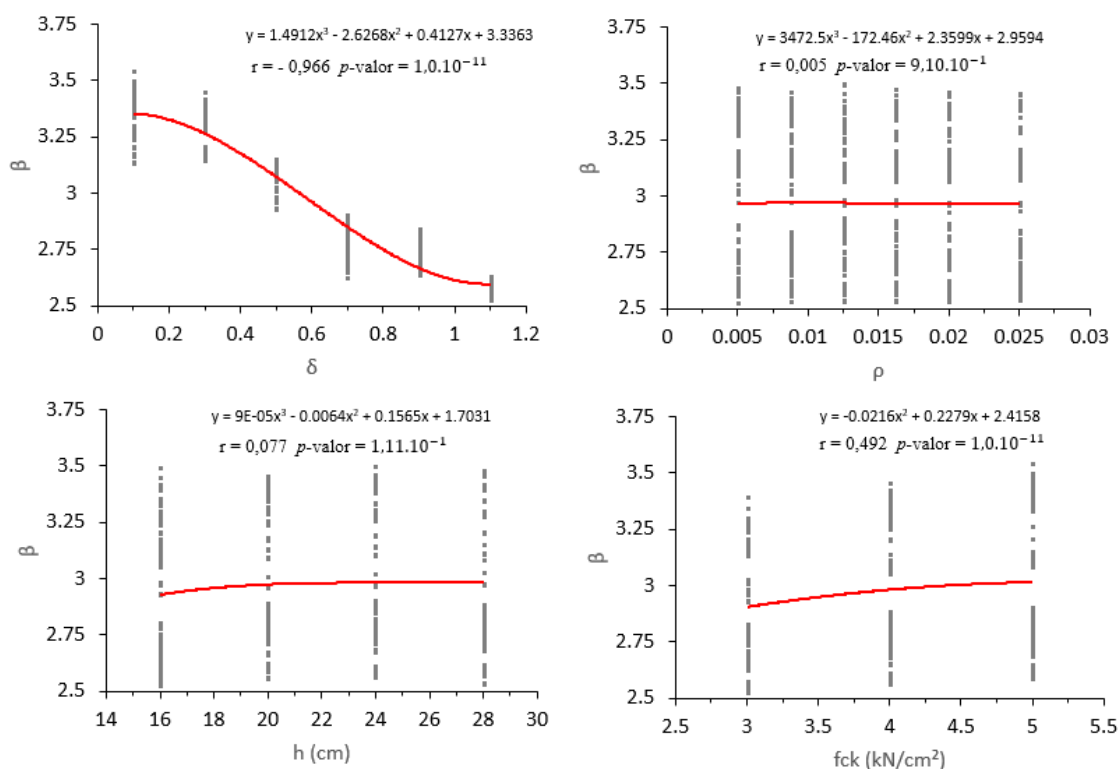 y = 1.4912x³ - 2.6268x² + 0.4127x + 3.3363
r = - 0,966 p-valor = 1,0.10⁻¹¹
3.75
3.5
3.25
3
2.75
2.5
β
0 0.2 0.4 0.6 0.8 1 1.2
δ
y = 3472.5x³ - 172.46x² + 2.3599x + 2.9594
r = 0,005 p-valor = 9,10.10⁻¹
3.75
3.5
3.25
3
2.75
2.5
β
0 0.005 0.01 0.015 0.02 0.025 0.03
ρ
y = 9E-05x³ - 0.0064x² + 0.1565x + 1.7031
r = 0,077 p-valor = 1,11.10⁻¹
3.75
3.5
3.25
3
2.75
2.5
β
14 16 18 20 22 24 26 28 30
h (cm)
y = -0.0216x² + 0.2279x + 2.4158
r = 0,492 p-valor = 1,0.10⁻¹¹
3.75
3.5
3.25
3
2.75
2.5
β
2.5 3 3.5 4 4.5 5 5.5
fck (kN/cm²)